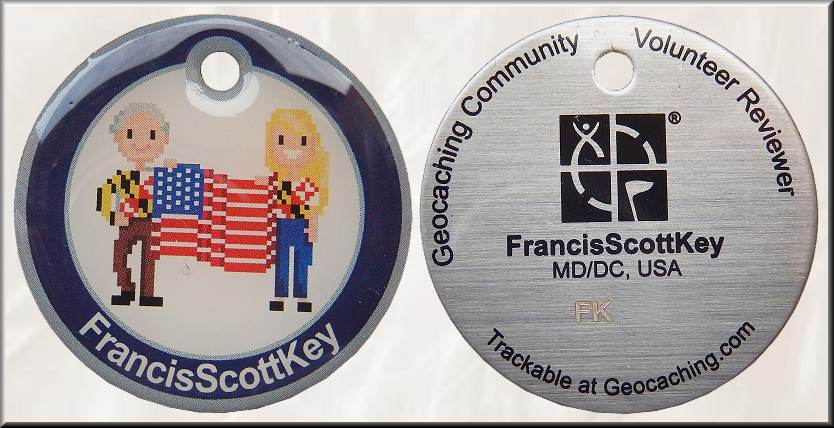 FrancisScottKey
Geocaching Community
Volunteer Reviewer
®
FrancisScottKey
MD/DC, USA
FK
Trackable at Geocaching.com